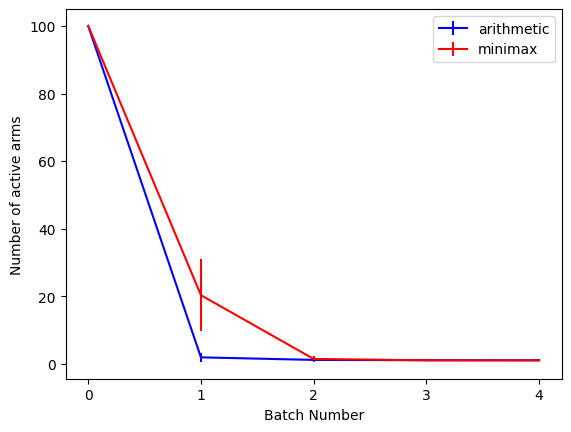 arithmetic
minimax
Number of active arms
100
80
60
40
20
0
0 1 2 3 4
Batch Number